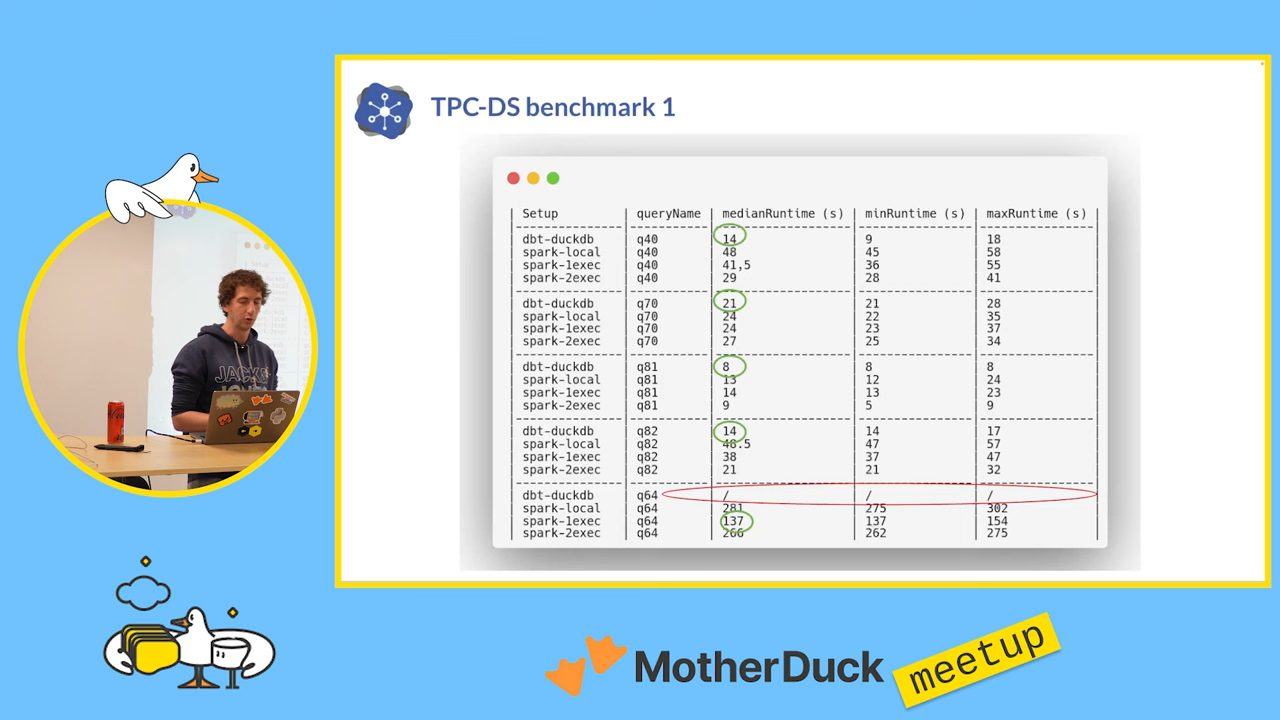 TPC-DS benchmark 1
| Setup | queryName | medianRuntime (s) | minRuntime (s) | maxRuntime (s) |
dbt-duckdb | q40 | 14 | 9 | 18
spark-local | q40 | 48 | 45 | 58
spark-1exec | q40 | 41,5 | 36 | 55
spark-2exec | q40 | 29 | 28 | 41
dbt-duckdb | q70 | 21 | 21 | 28
spark-local | q70 | 24 | 22 | 35
spark-1exec | q70 | 24 | 23 | 37
spark-2exec | q70 | 27 | 25 | 34
dbt-duckdb | q81 | 8 | 8 | 8
spark-local | q81 | 13 | 12 | 24
spark-1exec | q81 | 14 | 13 | 23
spark-2exec | q81 | 9 | 5 | 9
dbt-duckdb | q82 | 14 | 14 | 17
spark-local | q82 | 48.5 | 47 | 57
spark-1exec | q82 | 38 | 37 | 47
spark-2exec | q82 | 21 | 21 | 32
dbt-duckdb | q64 | / | / | /
spark-local | q64 | 281 | 275 | 302
spark-1exec | q64 | 137 | 137 | 154
spark-2exec | q64 | 266 | 262 | 275
JACK &
JONES
MotherDuck
meetup